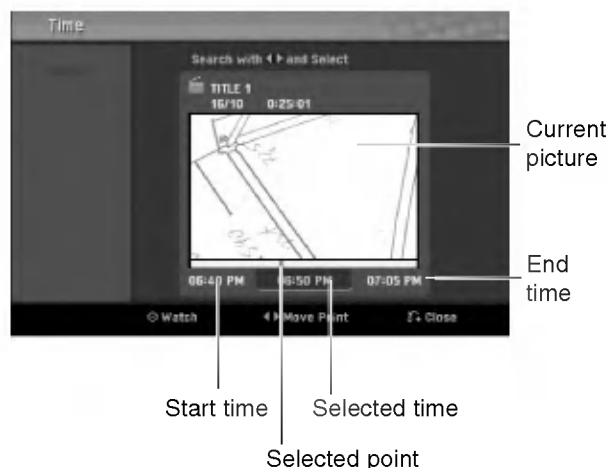 Time
Search with ◀ ▶ and Select
TITLE 1
16/10 0:25:01
Current
picture
06:40 PM 06:50 PM 07:05 PM
End
time
Watch ◀ ▶ Move Point Close
Start time Selected time
Selected point